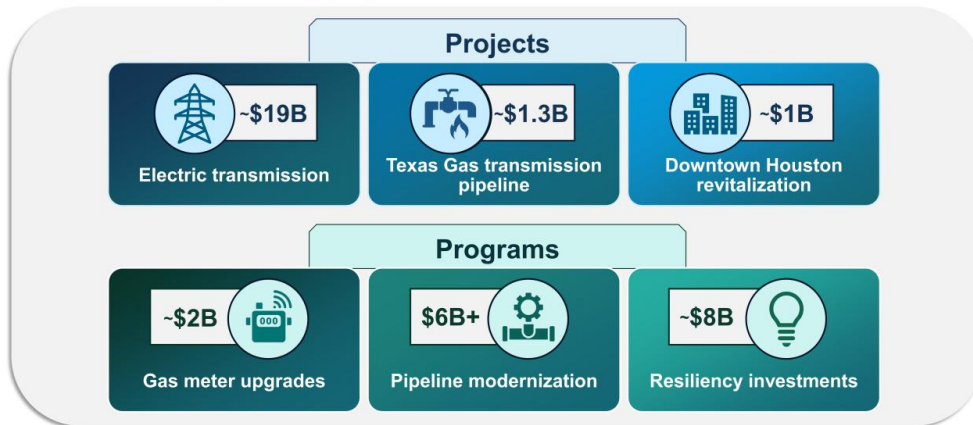 Projects
~$19B
Electric transmission
~$1.3B
Texas Gas transmission
pipeline
~$1B
Downtown Houston
revitalization
Programs
~$2B
000
Gas meter upgrades
$6B+
Pipeline modernization
~$8B
Resiliency investments